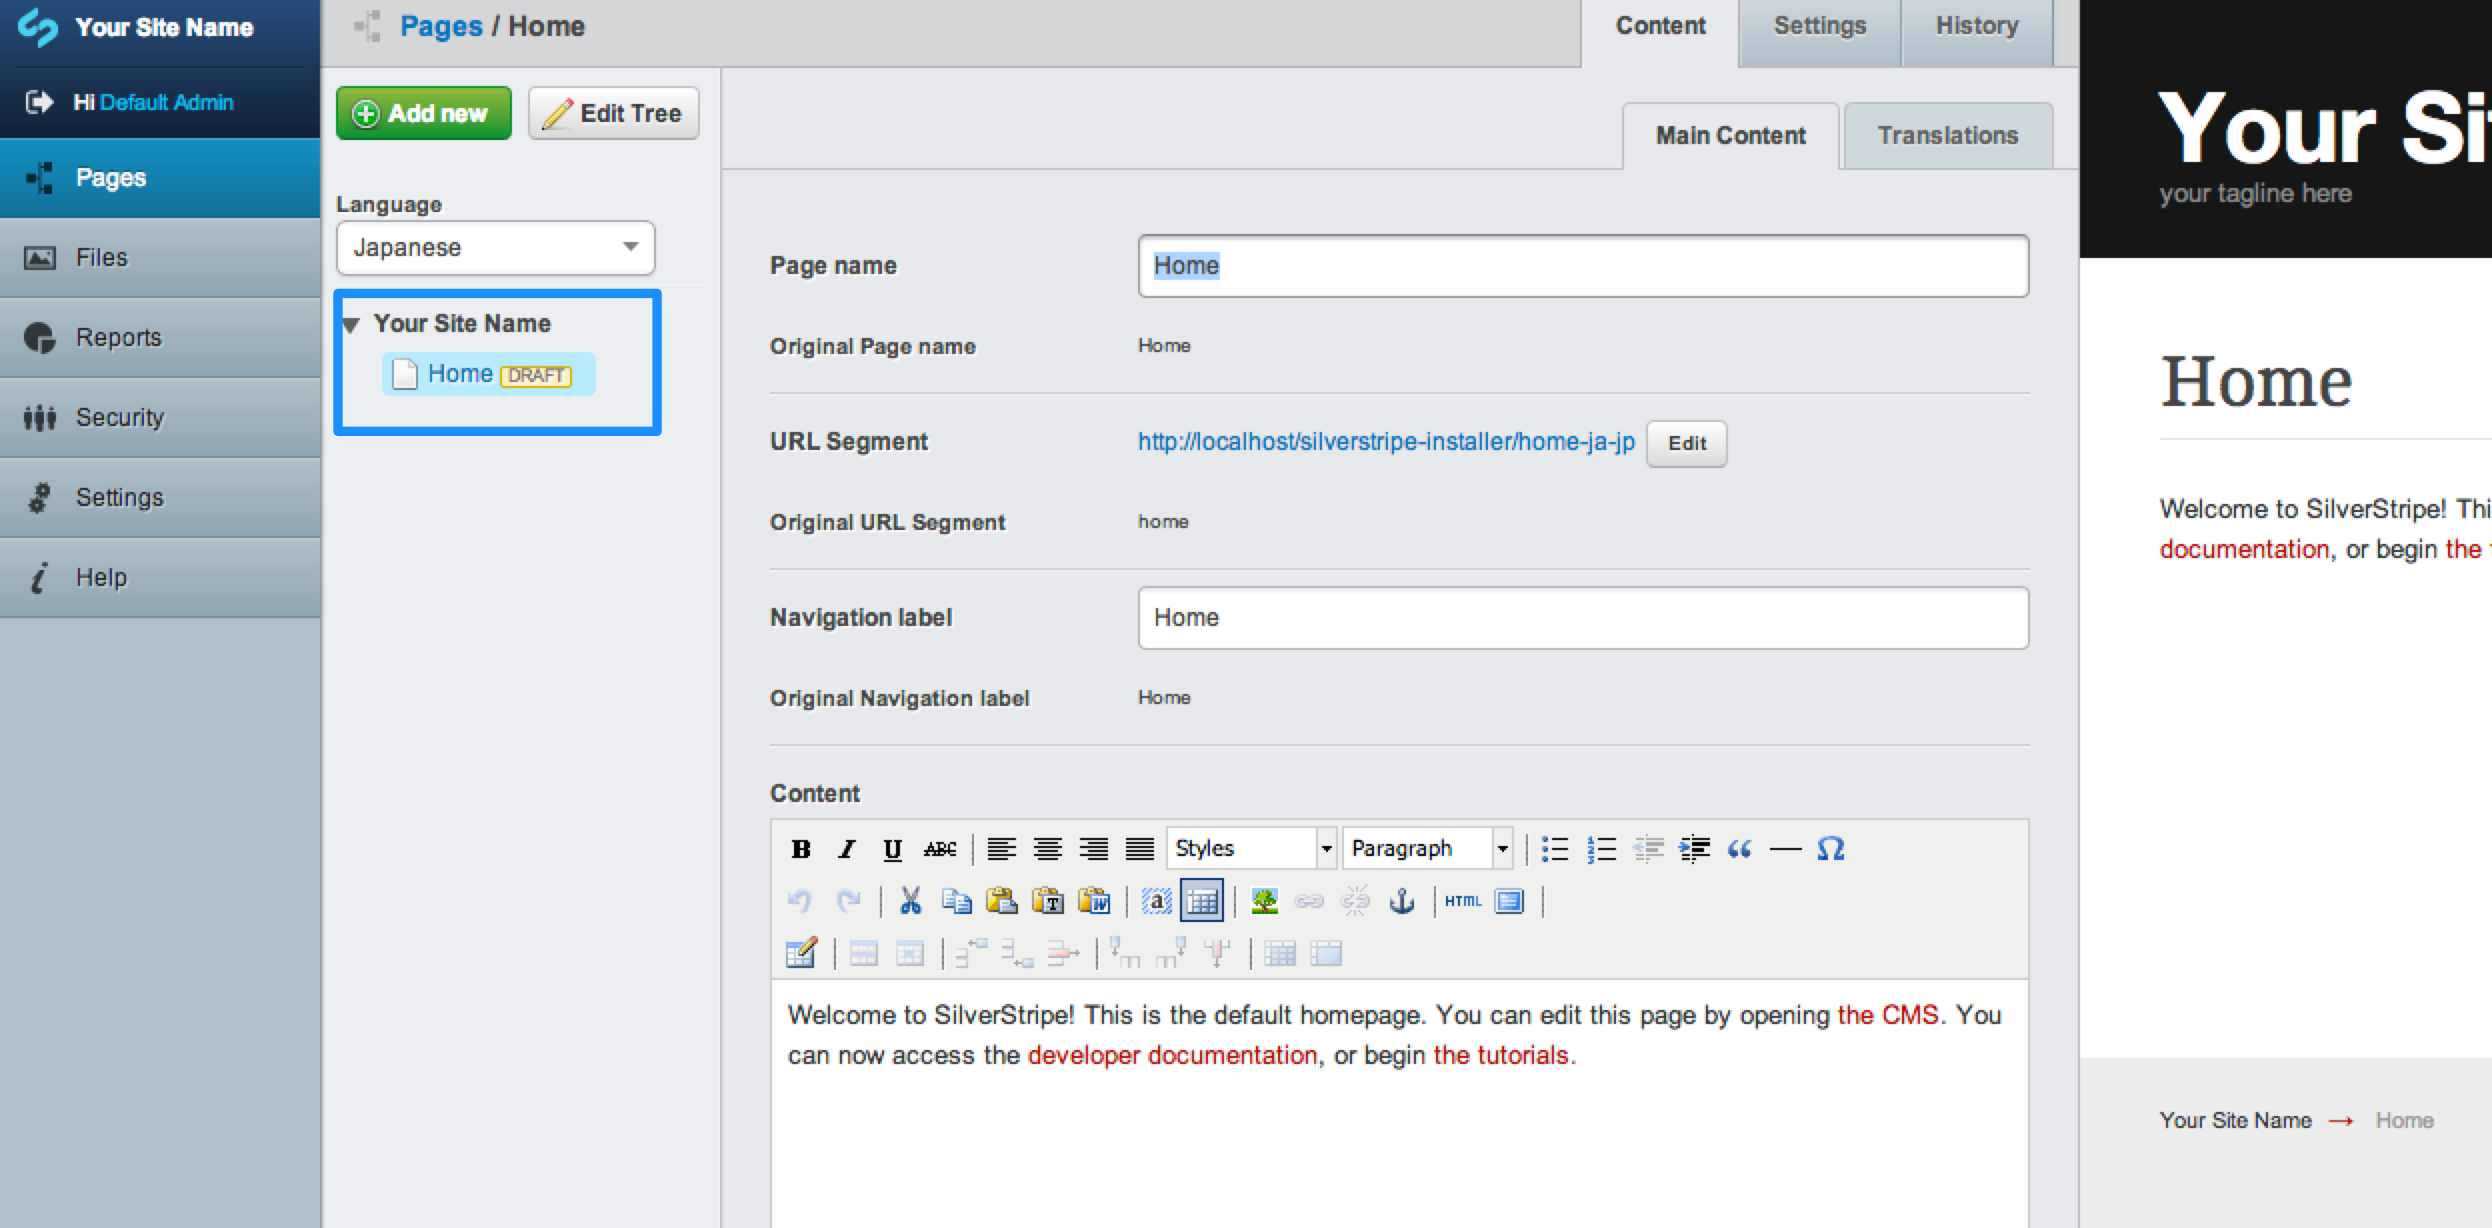 Your Site Name
Hi Default Admin
Pages
Files
Reports
Security
Settings
Help
Pages / Home
Content
Settings
History
Add new
Edit Tree
Language
Japanese
Your Site Name
Home DRAFT
Main Content
Translations
Page name
Home
Original Page name
Home
URL Segment
http://localhost/silverstripe-installer/home-ja-jp
Edit
Original URL Segment
home
Navigation label
Home
Original Navigation label
Home
Content
B I U ABC Styles Paragraph
HTML
Welcome to SilverStripe! This is the default homepage. You can edit this page by opening the CMS. You
can now access the developer documentation, or begin the tutorials.
Your Si
your tagline here
Home
Welcome to SilverStripe! Thi
documentation, or begin the
Your Site Name → Home